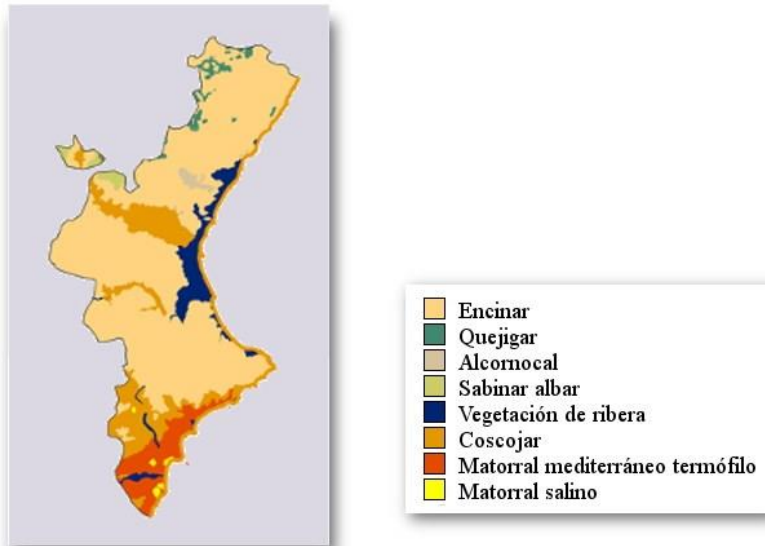 Encinar
Quejigar
Alcornocal
Sabinar albar
Vegetación de ribera
Coscojar
Matorral mediterráneo termófilo
Matorral salino